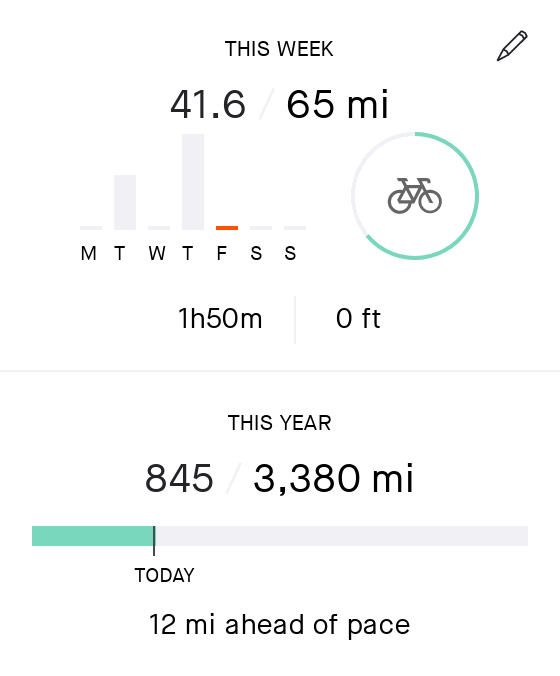 THIS WEEK
41.6 / 65 mi
M T W T F S S
1h50m 0 ft
THIS YEAR
845 / 3,380 mi
TODAY
12 mi ahead of pace